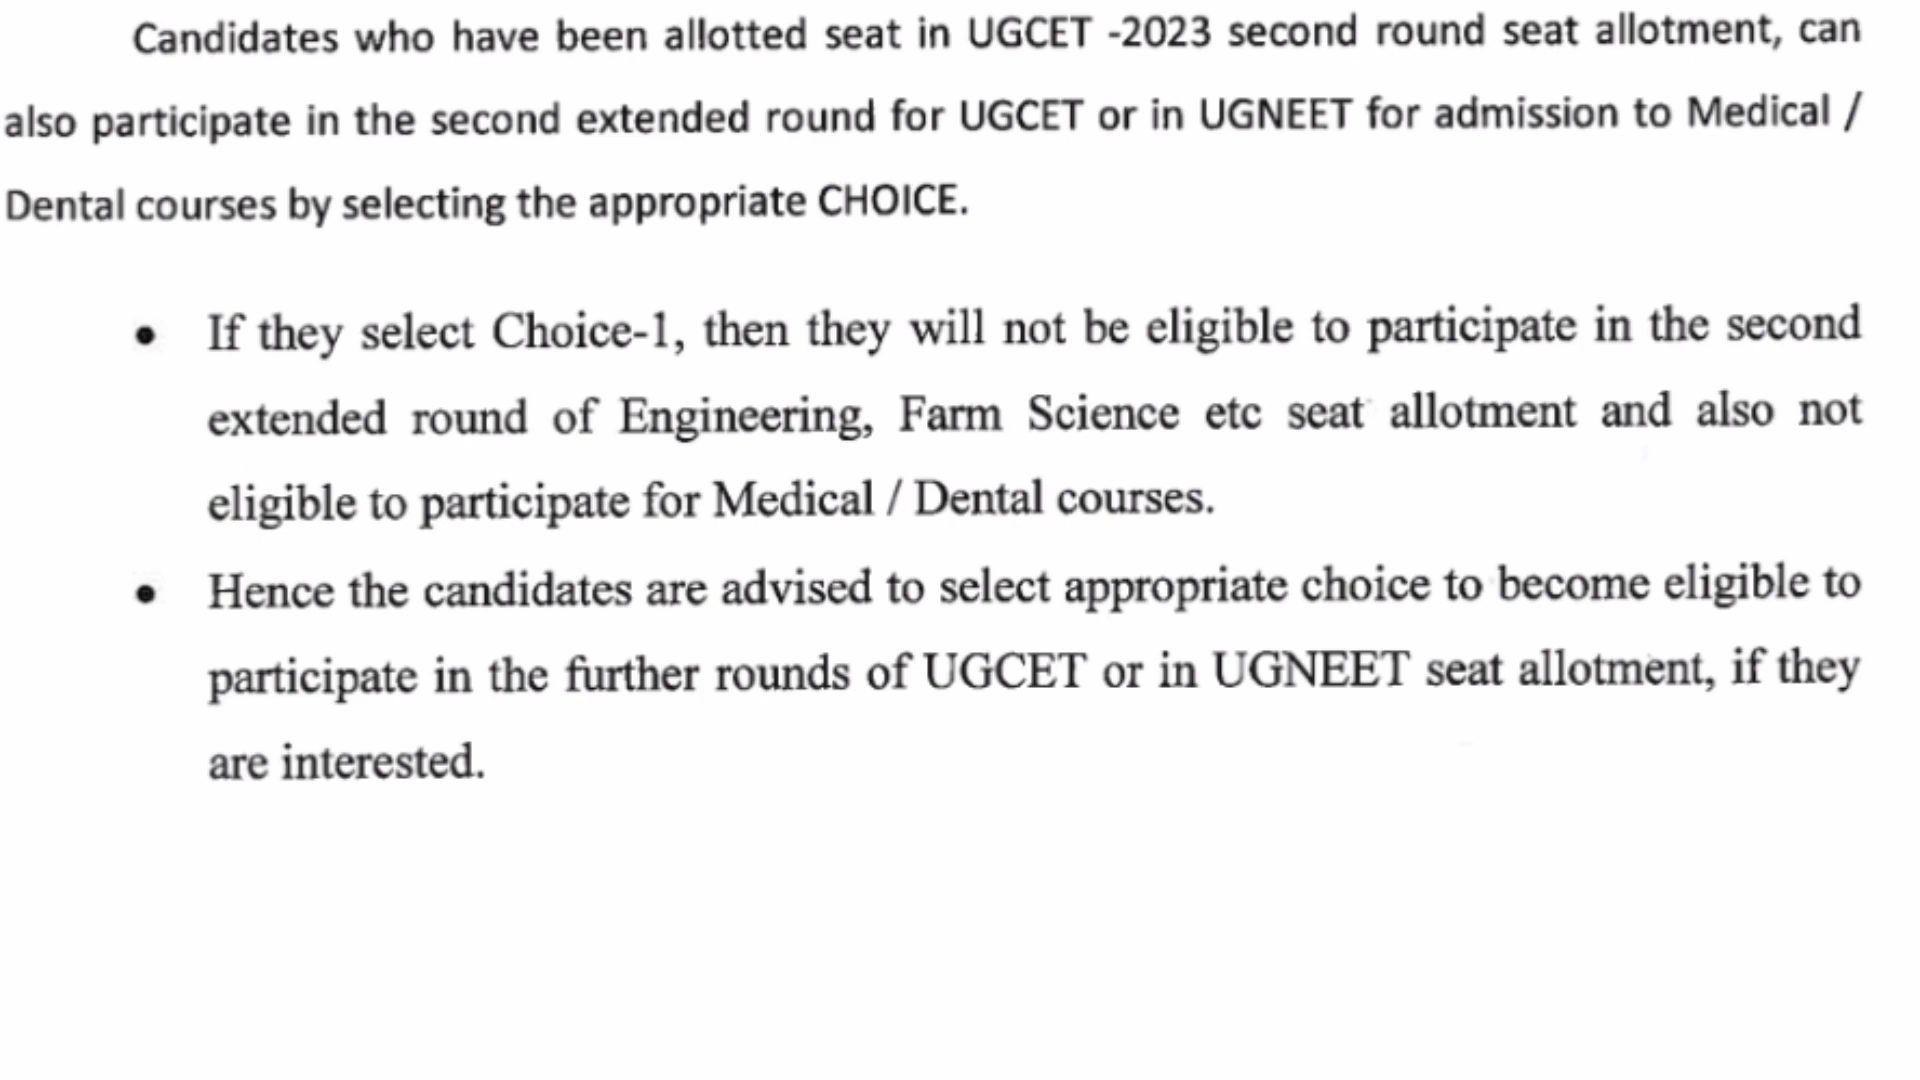 Candidates who have been allotted seat in UGCET -2023 second round seat allotment, can
also participate in the second extended round for UGCET or in UGNEET for admission to Medical /
Dental courses by selecting the appropriate CHOICE.
• If they select Choice-1, then they will not be eligible to participate in the second
extended round of Engineering, Farm Science etc seat allotment and also not
eligible to participate for Medical / Dental courses.
• Hence the candidates are advised to select appropriate choice to become eligible to
participate in the further rounds of UGCET or in UGNEET seat allotment, if they
are interested.